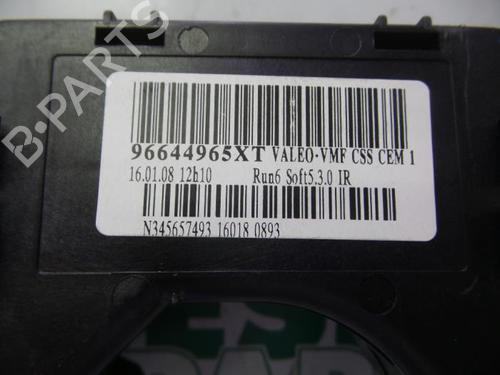 B-PARTS
96644965XT VALEO-VMF CSS CEM 1
16.01.08 12h10 Run6 Soft5.3.0 IR
N345657493 16018 0893